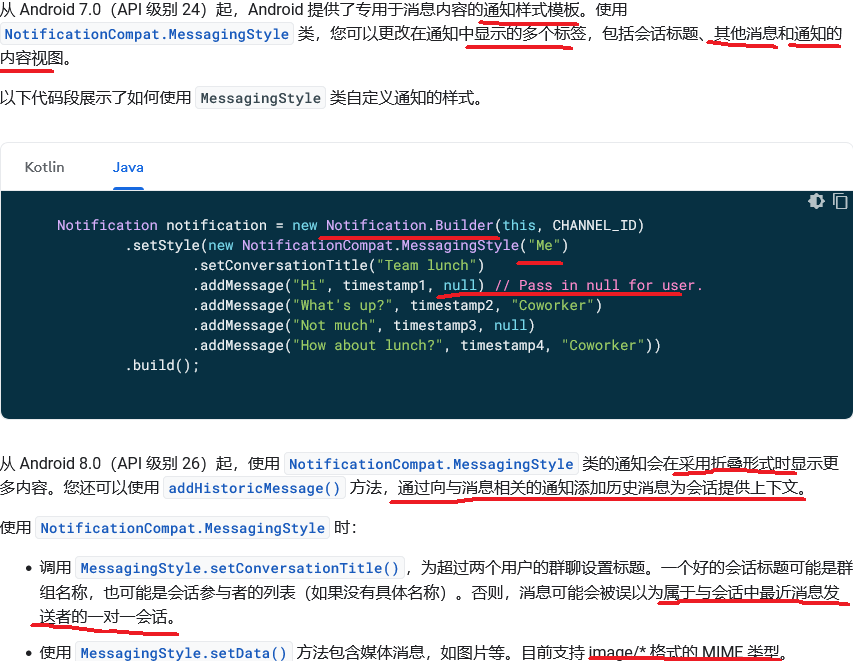 从 Android 7.0（API 级别 24）起，Android 提供了专用于消息内容的通知样式模板。使用
NotificationCompat.MessagingStyle 类，您可以更改在通知中显示的多个标签，包括会话标题、其他消息和通知的
内容视图。
以下代码段展示了如何使用 MessagingStyle 类自定义通知的样式。
Kotlin Java
Notification notification = new Notification.Builder(this, CHANNEL_ID)
.setStyle(new NotificationCompat.MessagingStyle("Me")
.setConversationTitle("Team lunch")
.addMessage("Hi", timestamp1, null) // Pass in null for user.
.addMessage("What's up?", timestamp2, "Coworker")
.addMessage("Not much", timestamp3, null)
.addMessage("How about lunch?", timestamp4, "Coworker"))
.build();
从 Android 8.0（API 级别 26）起，使用 NotificationCompat.MessagingStyle 类的通知会在采用折叠形式时显示更
多内容。您还可以使用 addHistoricMessage() 方法，通过向与消息相关的通知添加历史消息为会话提供上下文。
使用 NotificationCompat.MessagingStyle 时：
• 调用 MessagingStyle.setConversationTitle()，为超过两个用户的群聊设置标题。一个好的会话标题可能是群
组名称，也可能是会话参与者的列表（如果没有具体名称）。否则，消息可能会被误以为属于与会话中最近消息发
送者的一对一会话。
• 使用 MessagingStyle.setData() 方法包含媒体消息，如图片等。目前支持 image/* 格式的 MIME 类型。